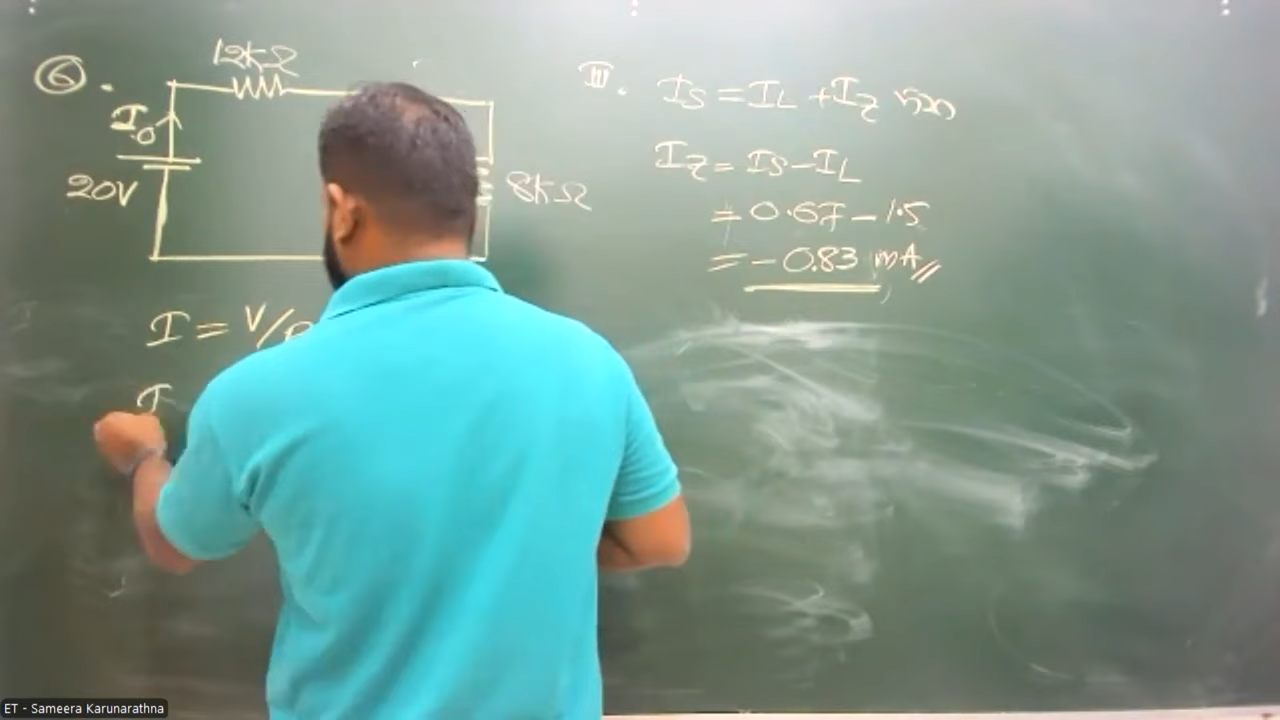 ⑥.
12kΩ
I₀
20V
8kΩ
I = V/R
I
III. Is = IL + Iz
Iz = Is - IL
= 0.67 - 1.5
= -0.83 mA
ET - Sameera Karunarathna